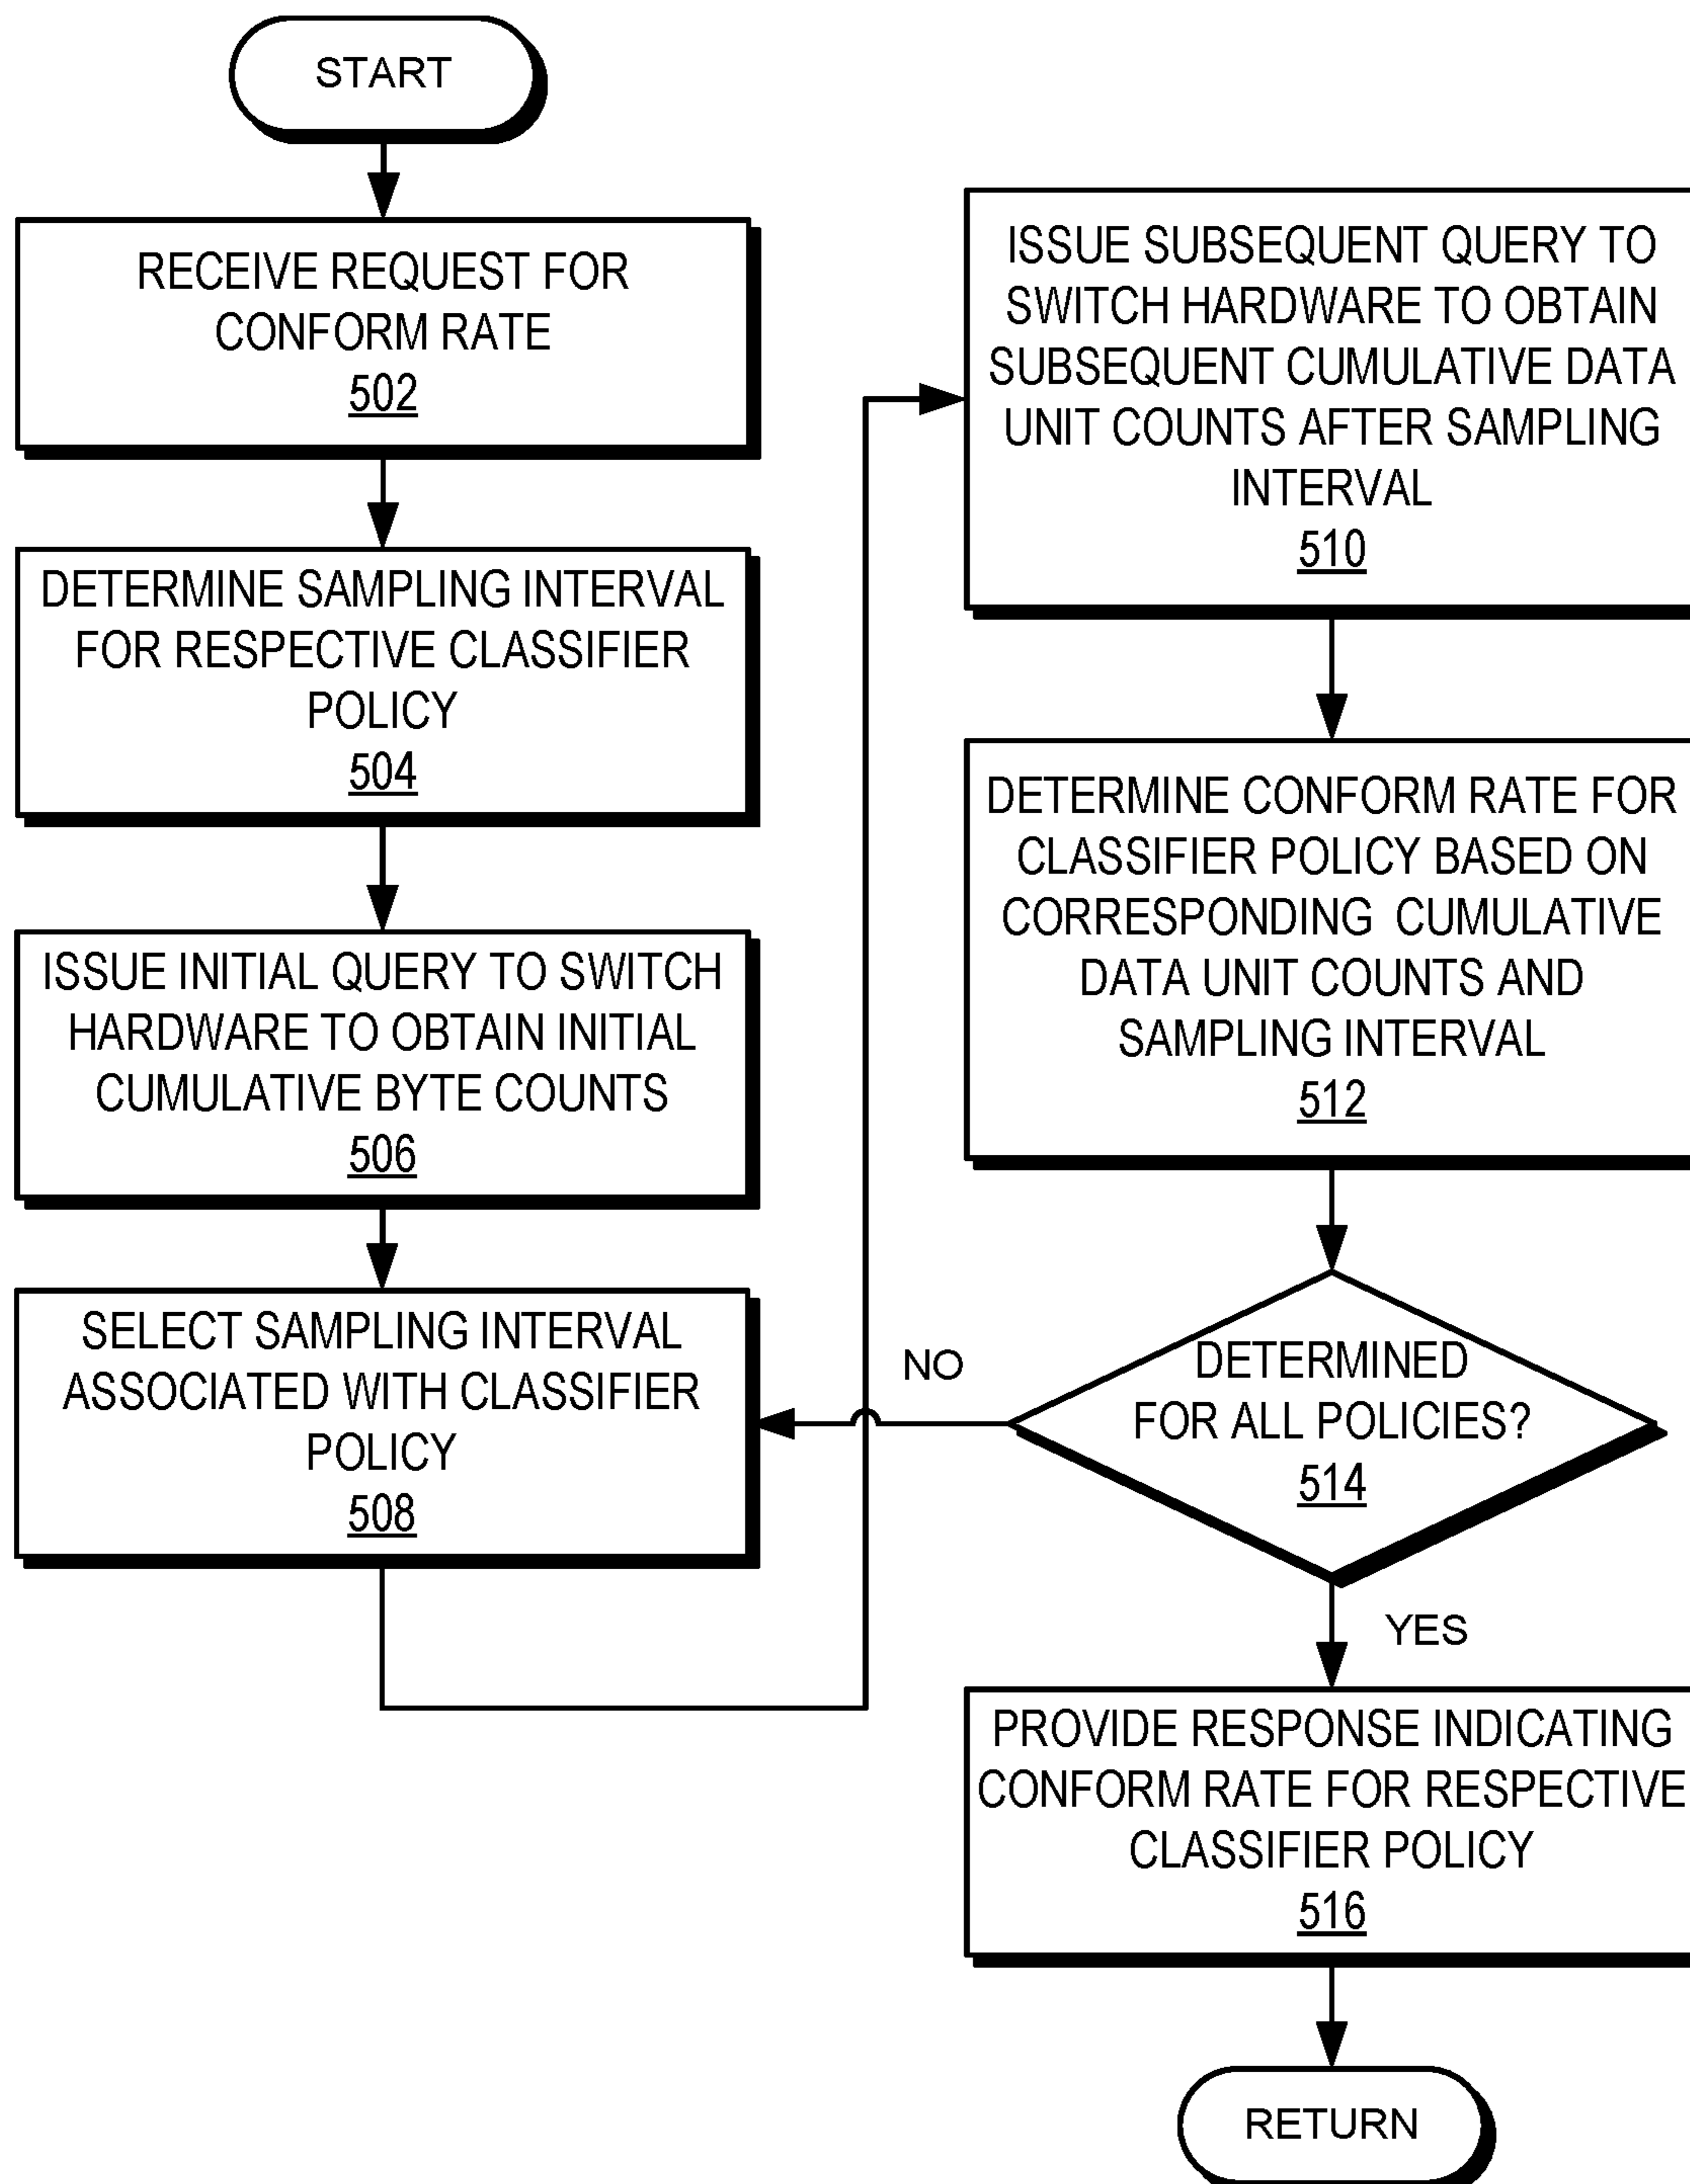 START
RECEIVE REQUEST FOR
CONFORM RATE
502
DETERMINE SAMPLING INTERVAL
FOR RESPECTIVE CLASSIFIER
POLICY
504
ISSUE INITIAL QUERY TO SWITCH
HARDWARE TO OBTAIN INITIAL
CUMULATIVE BYTE COUNTS
506
SELECT SAMPLING INTERVAL
ASSOCIATED WITH CLASSIFIER
POLICY
508
ISSUE SUBSEQUENT QUERY TO
SWITCH HARDWARE TO OBTAIN
SUBSEQUENT CUMULATIVE DATA
UNIT COUNTS AFTER SAMPLING
INTERVAL
510
DETERMINE CONFORM RATE FOR
CLASSIFIER POLICY BASED ON
CORRESPONDING CUMULATIVE
DATA UNIT COUNTS AND
SAMPLING INTERVAL
512
NO
DETERMINED
FOR ALL POLICIES?
514
YES
PROVIDE RESPONSE INDICATING
CONFORM RATE FOR RESPECTIVE
CLASSIFIER POLICY
516
RETURN